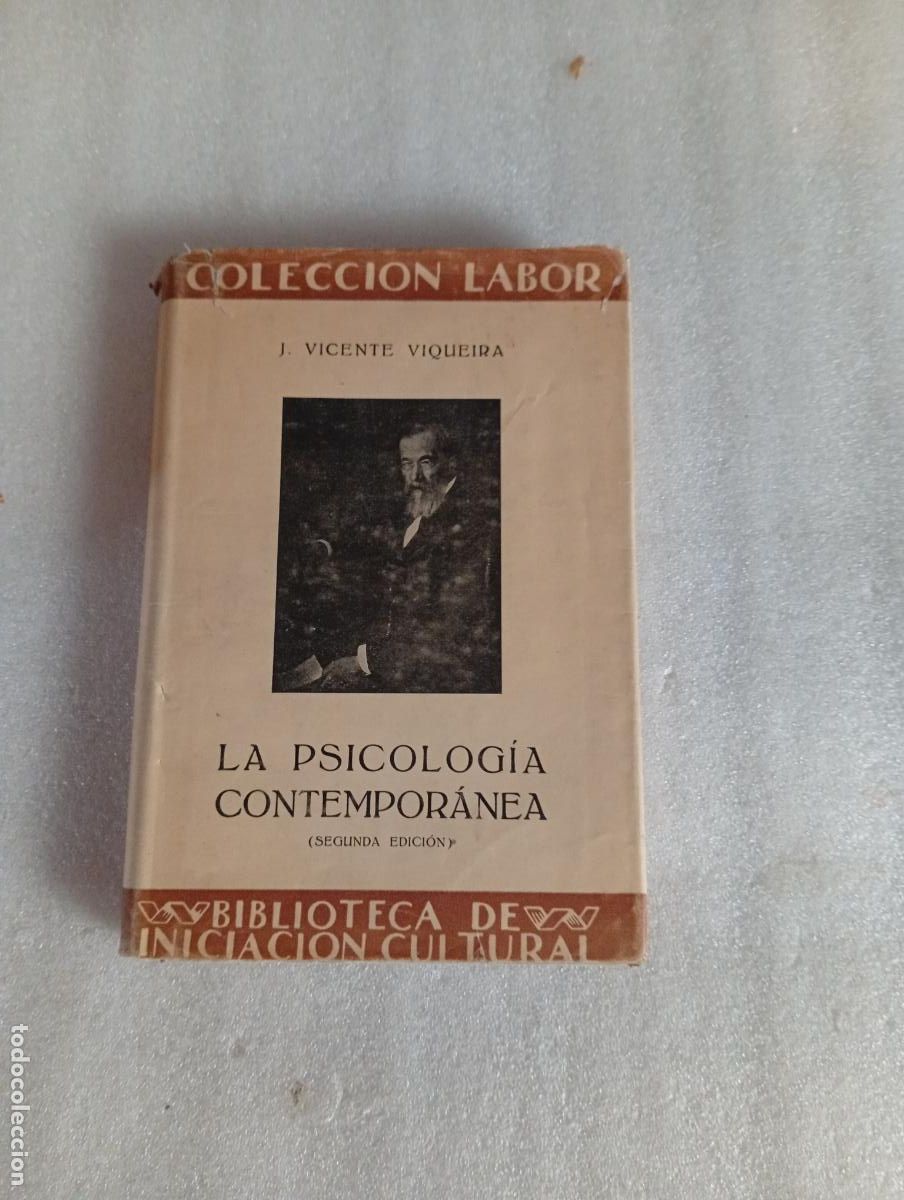 COLECCION LABOR
J. VICENTE VIQUEIRA
LA PSICOLOGÍA
CONTEMPORÁNEA
(SEGUNDA EDICIÓN)
BIBLIOTECA DE
INICIACION CULTURAL
todocoleccion